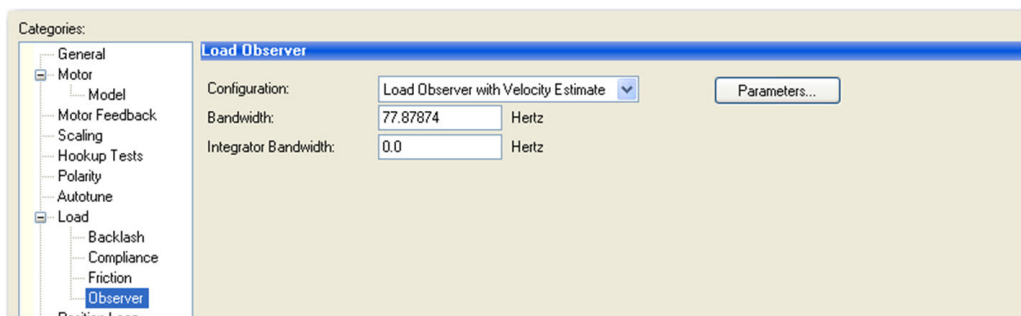 Categories:
General
Motor
Model
Motor Feedback
Scaling
Hookup Tests
Polarity
Autotune
Load
Backlash
Compliance
Friction
Observer
Load Observer
Configuration: Load Observer with Velocity Estimate Parameters...
Bandwidth: 77.87874 Hertz
Integrator Bandwidth: 0.0 Hertz